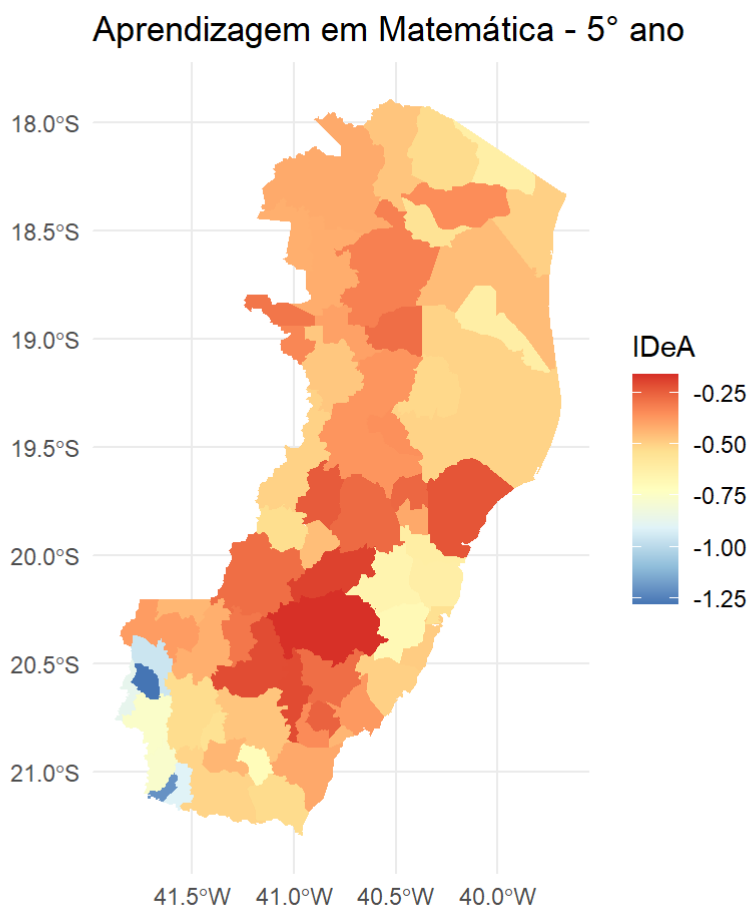 Aprendizagem em Matemática - 5° ano
18.0°S
18.5°S
19.0°S
19.5°S
20.0°S
20.5°S
21.0°S
41.5°W 41.0°W 40.5°W 40.0°W
IDeA
-0.25
-0.50
-0.75
-1.00
-1.25